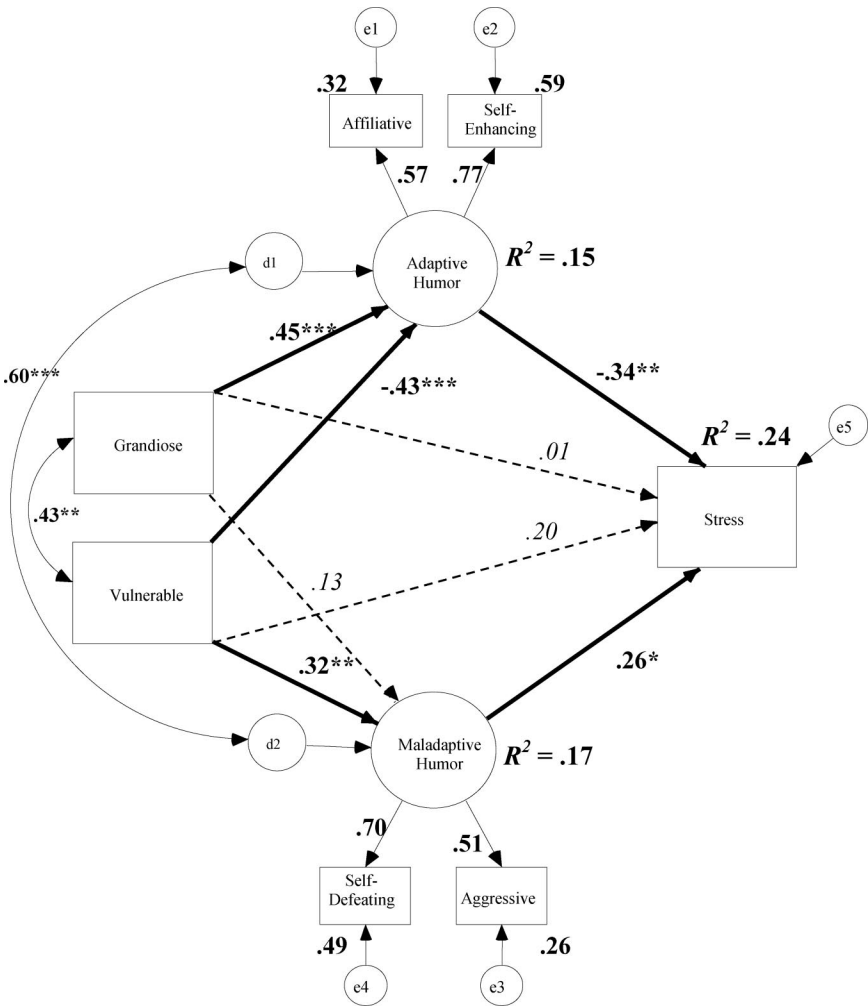 e1
e2
.32
.59
Affiliative
Self-
Enhancing
.57
.77
d1
Adaptive
Humor
R² = .15
.45***
.60***
-.43***
-.34**
Grandiose
.01
R² = .24
e5
.43**
Stress
.20
Vulnerable
.13
.32**
.26*
d2
Maladaptive
Humor
R² = .17
.70
.51
Self-
Defeating
Aggressive
.49
.26
e4
e3